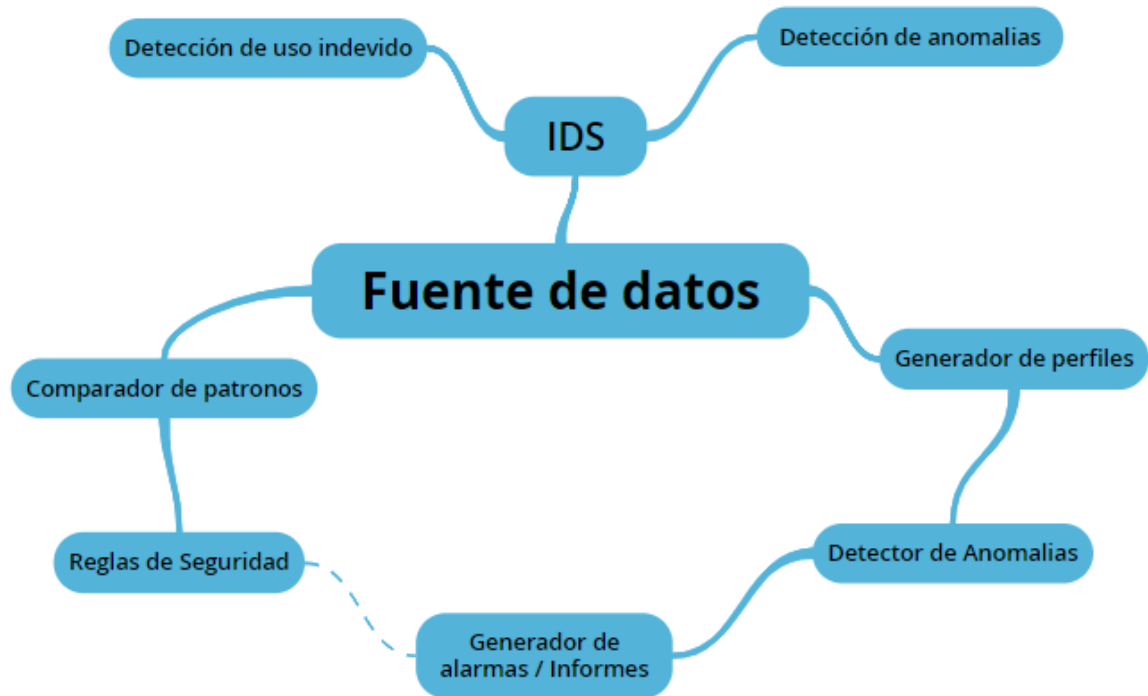 Detección de uso indevido
Detección de anomalias
IDS
Fuente de datos
Generador de perfiles
Comparador de patronos
Detector de Anomalias
Reglas de Seguridad
Generador de
alarmas / Informes